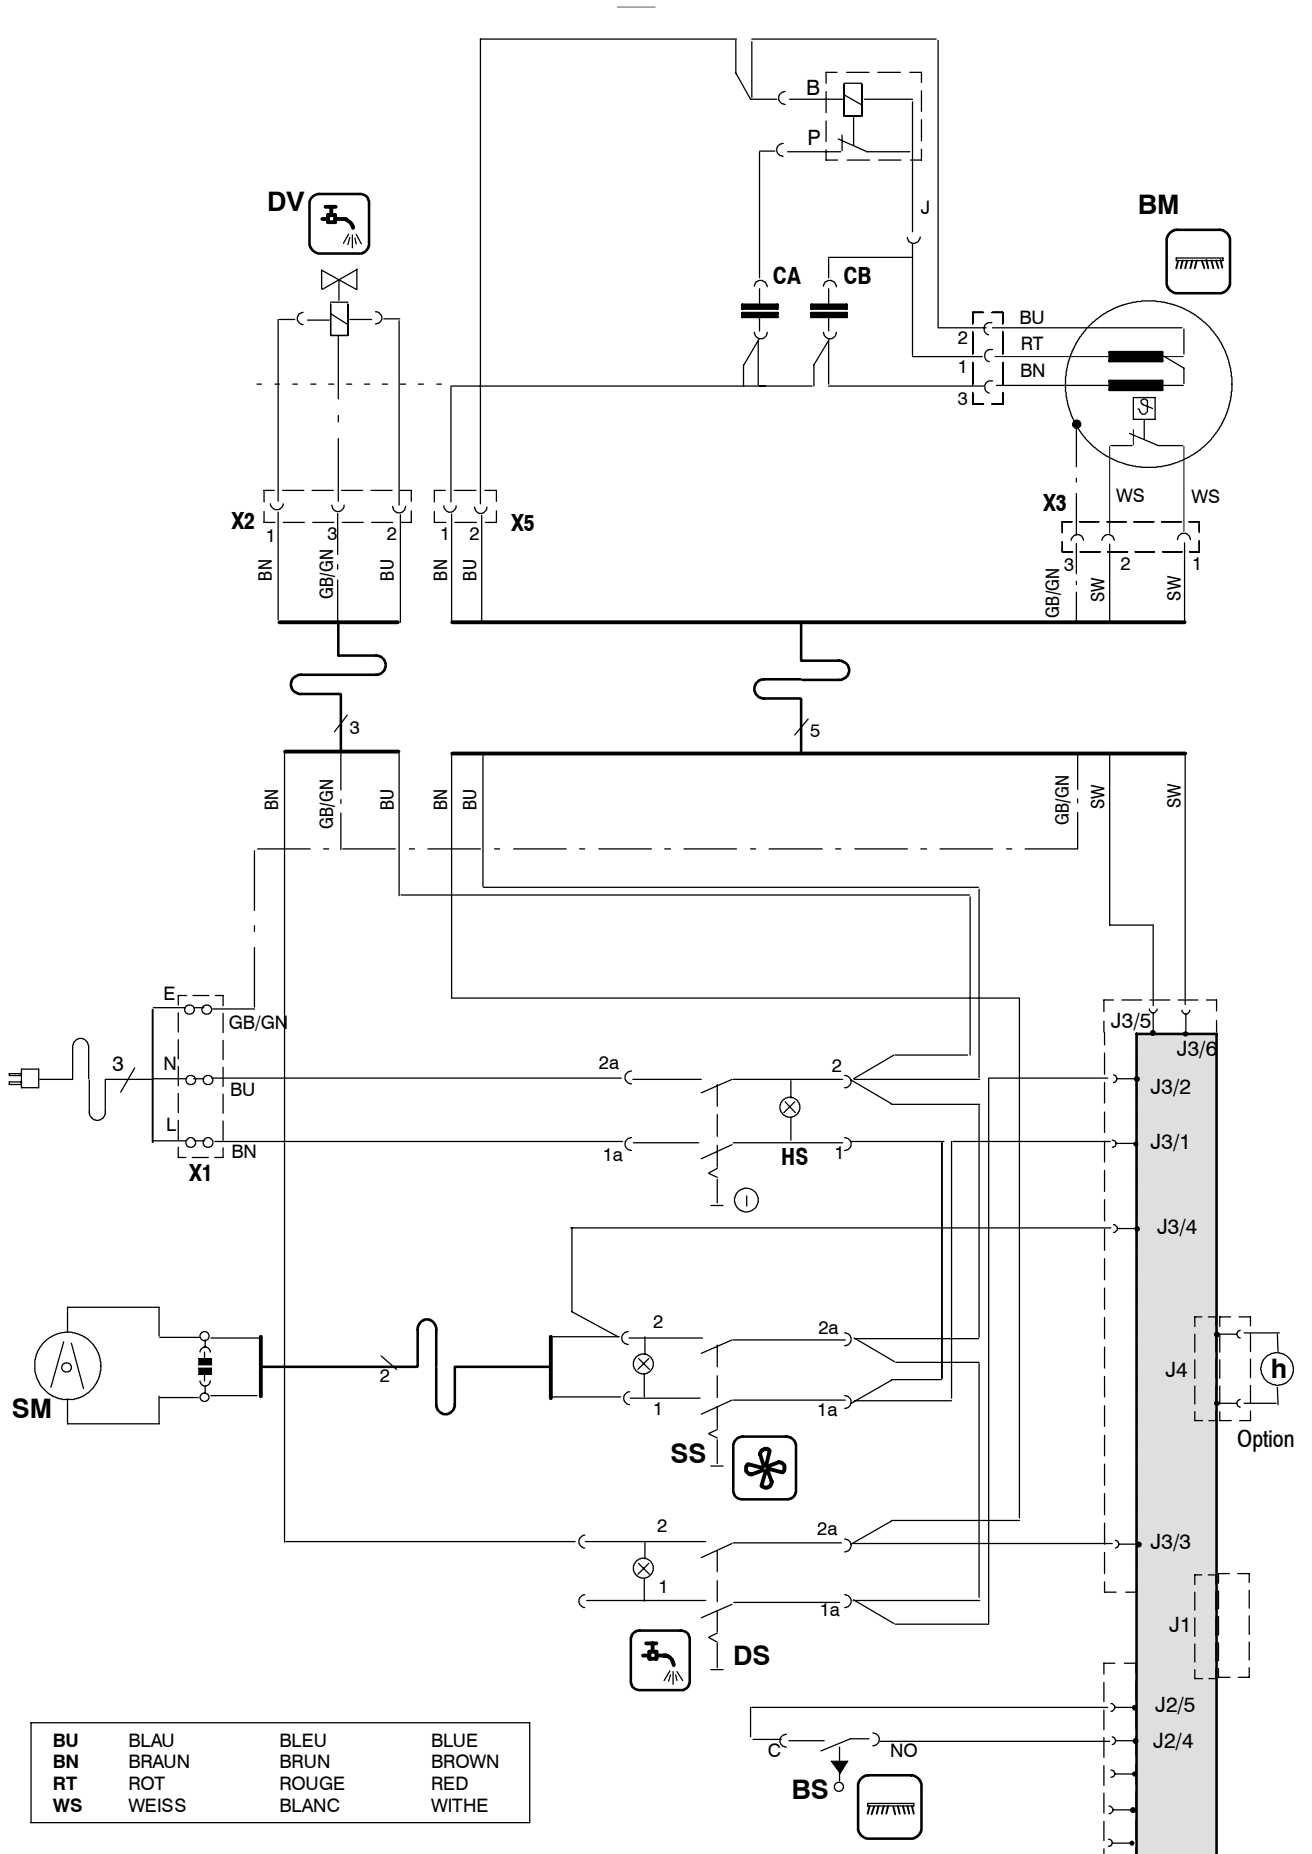 B
P
DV
J
BM
CA
CB
BU
2
RT
1
BN
3
ϑ
WS
WS
X3
X2
1
3
2
1
2
X5
3
2
1
BN
GB/GN
BU
BN
BU
GB/GN
SW
SW
3
5
BN
GB/GN
BU
BN
BU
GB/GN
SW
SW
E
GB/GN
J3/5
J3/6
3
N
BU
2a
2
J3/2
L
BN
1a
HS
1
J3/1
X1
I
J3/4
2
2a
J4
h
2
SM
1
1a
Option
SS
2
2a
J3/3
1
1a
J1
DS
J2/5
C
NO
J2/4
BS
BU BLAU BLEU BLUE
BN BRAUN BRUN BROWN
RT ROT ROUGE RED
WS WEISS BLANC WITHE